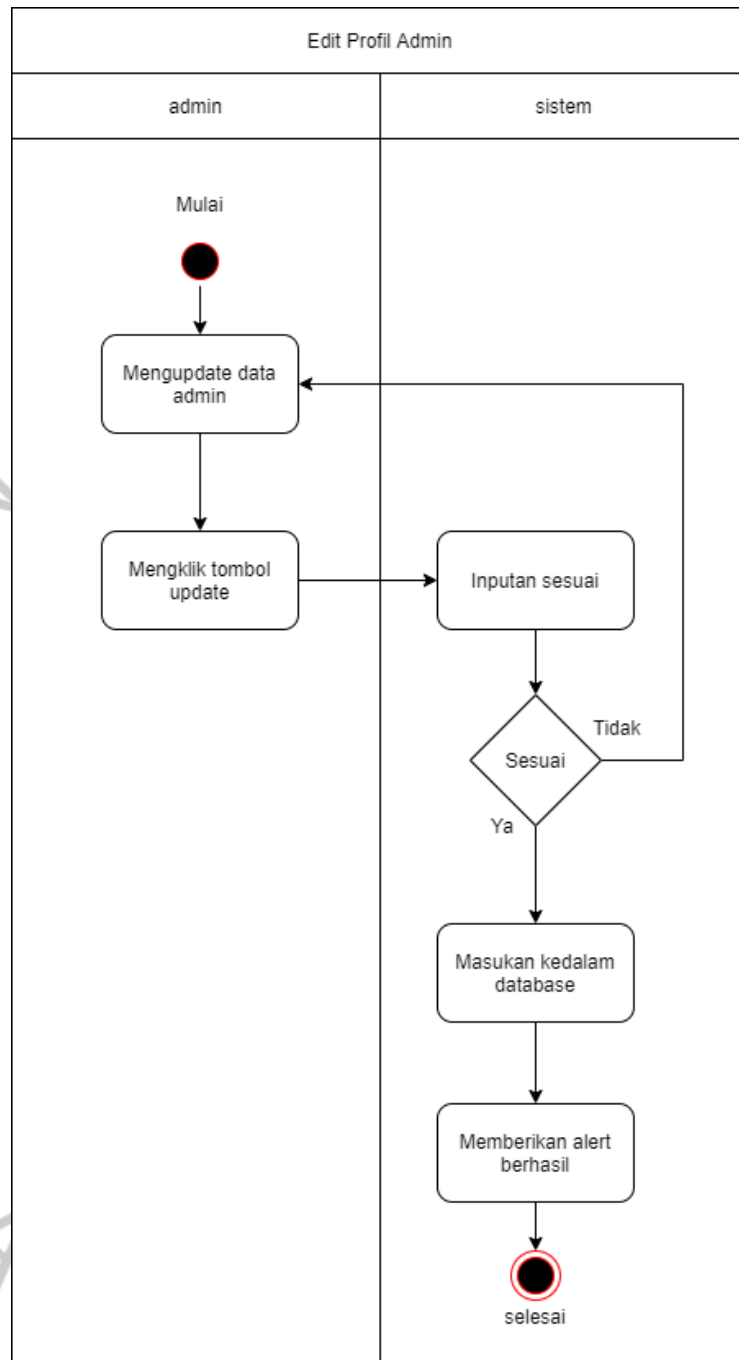 Edit Profil Admin
admin
sistem
Mulai
Mengupdate data
admin
Mengklik tombol
update
Inputan sesuai
Sesuai
Tidak
Ya
Masukan kedalam
database
Memberikan alert
berhasil
selesai